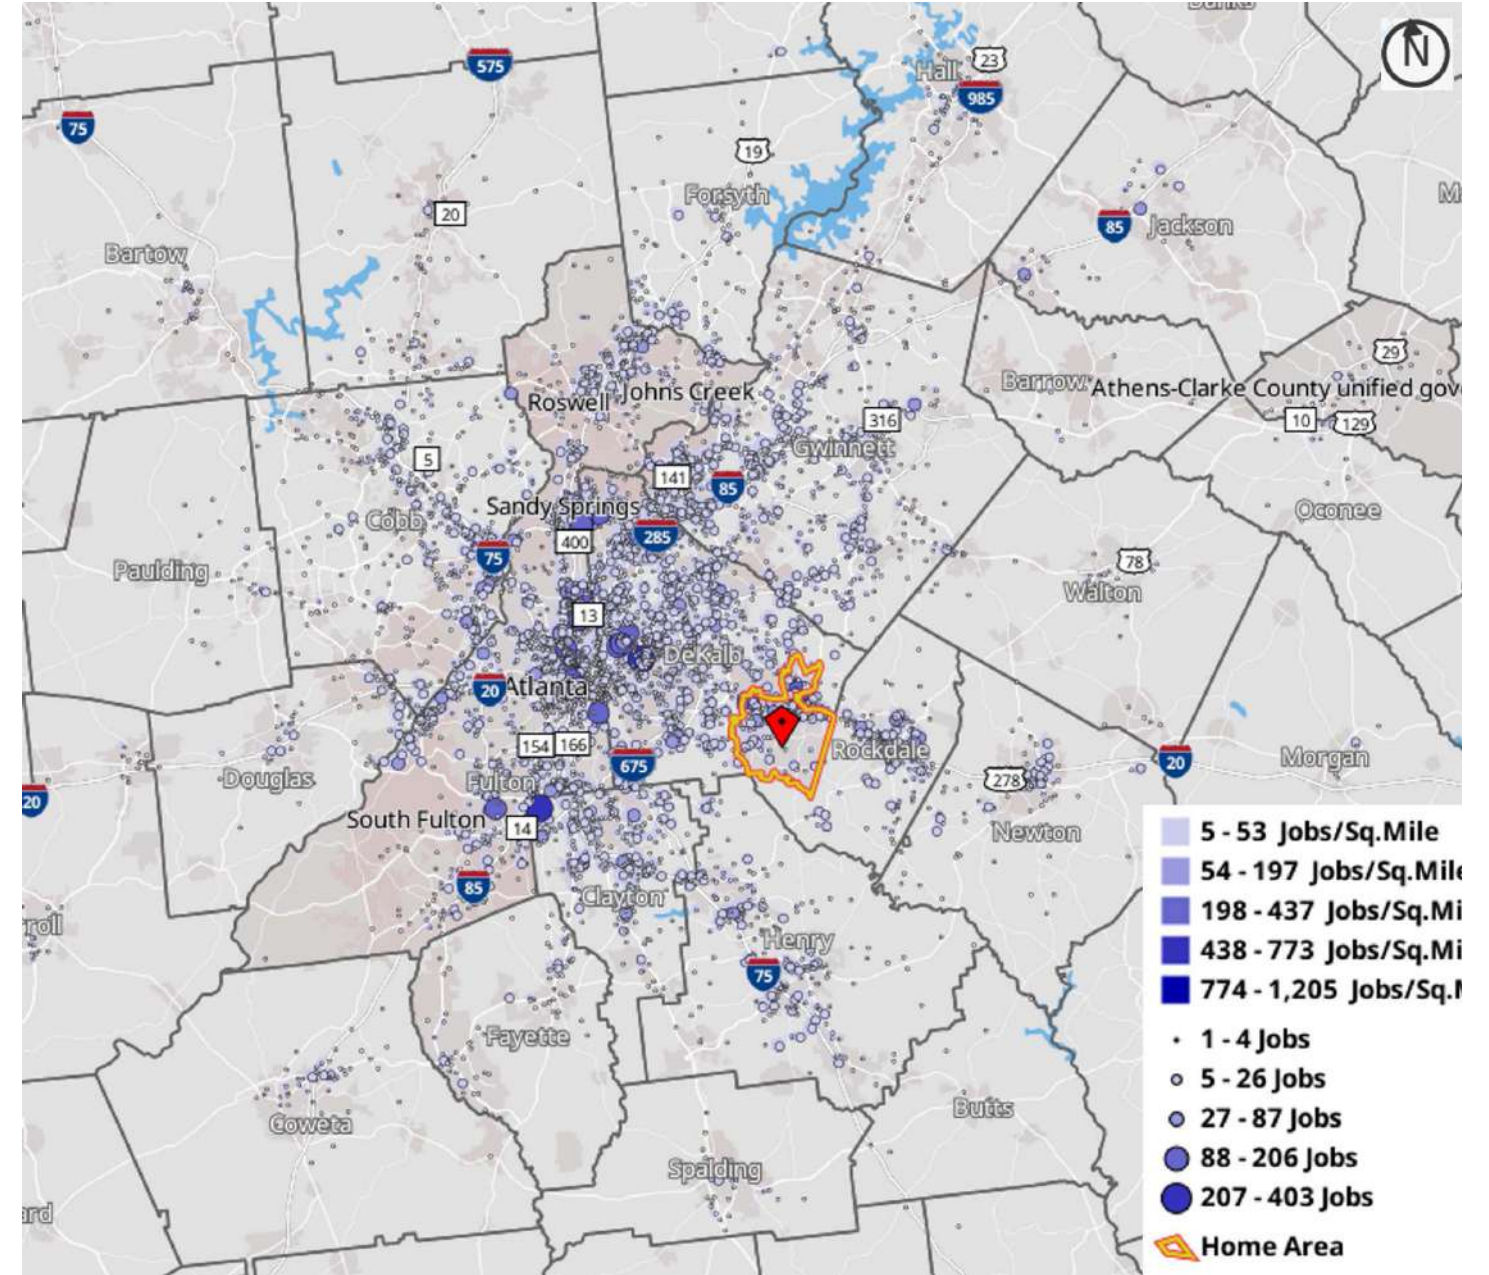 Banks
N
575
Hall
23
985
75
19
Forsyth
20
85
Jackson
Bartow
29
Johns Creek
Roswell
Barrow
Athens-Clarke County unified gov
316
10
129
5
Gwinnett
141
85
Sandy Springs
Oconee
Cobb
400
285
75
Paulding
78
Walton
13
DeKalb
20
Atlanta
154
166
Rockdale
675
20
Morgan
Douglas
Fulton
278
20
South Fulton
14
Newton
5 - 53 Jobs/Sq.Mile
54 - 197 Jobs/Sq.Mile
85
Clayton
198 - 437 Jobs/Sq.Mi
rroll
Henry
438 - 773 Jobs/Sq.Mi
75
774 - 1,205 Jobs/Sq.M
Fayette
1 - 4 Jobs
5 - 26 Jobs
Coweta
Butts
27 - 87 Jobs
Spalding
88 - 206 Jobs
207 - 403 Jobs
ard
Home Area